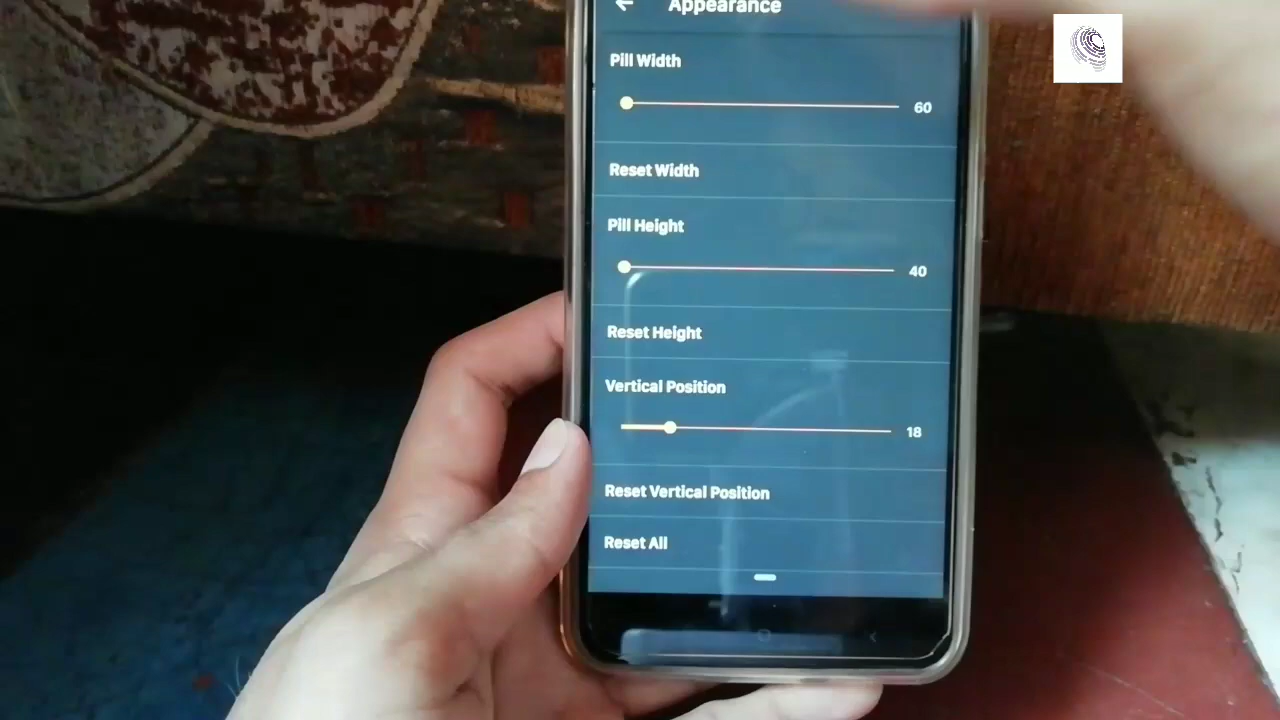 Appearance
Pill Width
60
Reset Width
Pill Height
40
Reset Height
Vertical Position
18
Reset Vertical Position
Reset All